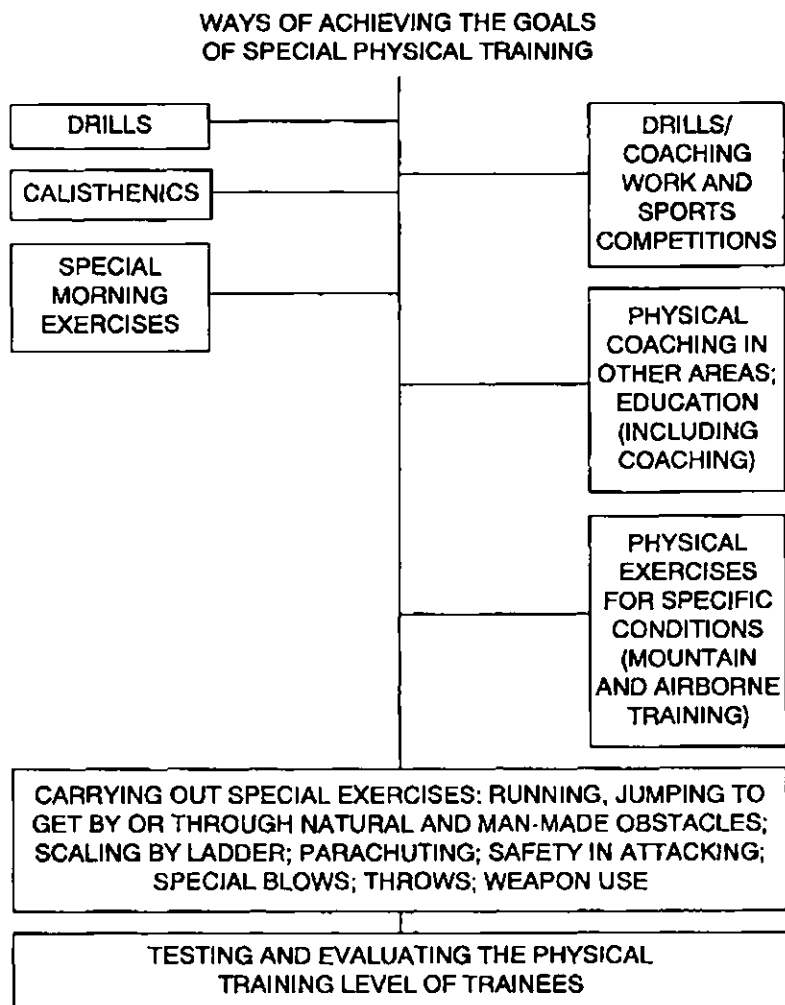 WAYS OF ACHIEVING THE GOALS
OF SPECIAL PHYSICAL TRAINING
DRILLS
CALISTHENICS
SPECIAL
MORNING
EXERCISES
DRILLS/
COACHING
WORK AND
SPORTS
COMPETITIONS
PHYSICAL
COACHING IN
OTHER AREAS;
EDUCATION
(INCLUDING
COACHING)
PHYSICAL
EXERCISES
FOR SPECIFIC
CONDITIONS
(MOUNTAIN
AND AIRBORNE
TRAINING)
CARRYING OUT SPECIAL EXERCISES: RUNNING, JUMPING TO
GET BY OR THROUGH NATURAL AND MAN-MADE OBSTACLES;
SCALING BY LADDER; PARACHUTING; SAFETY IN ATTACKING;
SPECIAL BLOWS; THROWS; WEAPON USE
TESTING AND EVALUATING THE PHYSICAL
TRAINING LEVEL OF TRAINEES